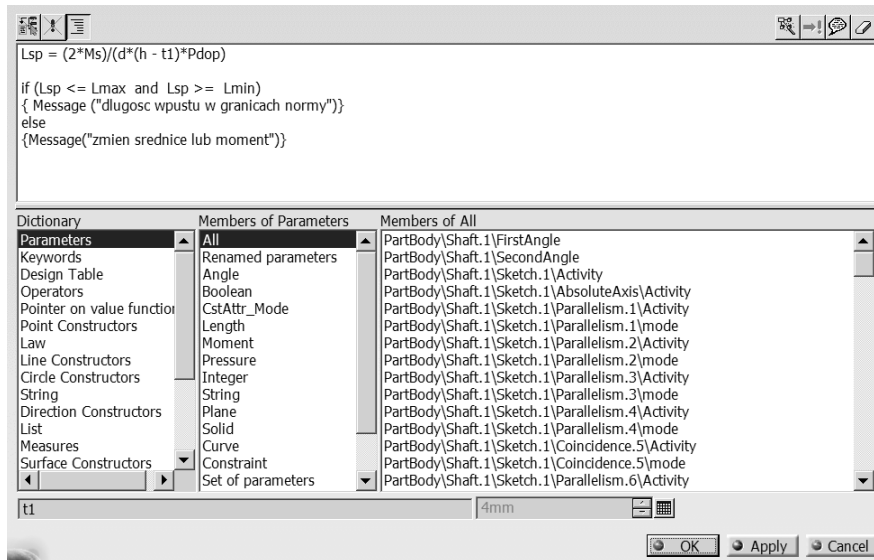 Lsp = (2*Ms)/(d*(h - t1)*Pdop)
if (Lsp <= Lmax and Lsp >= Lmin)
{ Message ("dlugosc wpustu w granicach normy")}
else
{Message("zmien srednice lub moment")}
Dictionary
Parameters
Keywords
Design Table
Operators
Pointer on value function
Point Constructors
Law
Line Constructors
Circle Constructors
String
Direction Constructors
List
Measures
Surface Constructors
Members of Parameters
All
Renamed parameters
Angle
Boolean
CstAttr_Mode
Length
Moment
Pressure
Integer
String
Plane
Solid
Curve
Constraint
Set of parameters
Members of All
PartBody\Shaft.1\FirstAngle
PartBody\Shaft.1\SecondAngle
PartBody\Shaft.1\Sketch.1\Activity
PartBody\Shaft.1\Sketch.1\AbsoluteAxis\Activity
PartBody\Shaft.1\Sketch.1\Parallelism.1\Activity
PartBody\Shaft.1\Sketch.1\Parallelism.1\mode
PartBody\Shaft.1\Sketch.1\Parallelism.2\Activity
PartBody\Shaft.1\Sketch.1\Parallelism.2\mode
PartBody\Shaft.1\Sketch.1\Parallelism.3\Activity
PartBody\Shaft.1\Sketch.1\Parallelism.3\mode
PartBody\Shaft.1\Sketch.1\Parallelism.4\Activity
PartBody\Shaft.1\Sketch.1\Parallelism.4\mode
PartBody\Shaft.1\Sketch.1\Coincidence.5\Activity
PartBody\Shaft.1\Sketch.1\Coincidence.5\mode
PartBody\Shaft.1\Sketch.1\Parallelism.6\Activity
t1
4mm
OK
Apply
Cancel